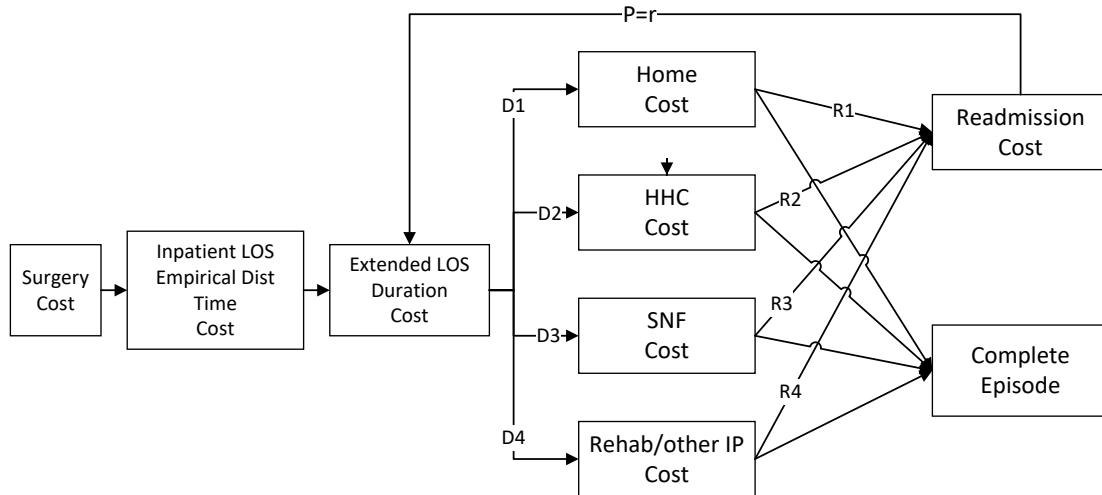 P=r
Home
Cost
D1
R1
Readmission
Cost
HHC
Cost
D2
R2
Surgery
Cost
Inpatient LOS
Empirical Dist
Time
Cost
Extended LOS
Duration
Cost
D3
SNF
Cost
R3
Complete
Episode
D4
Rehab/other IP
Cost
R4